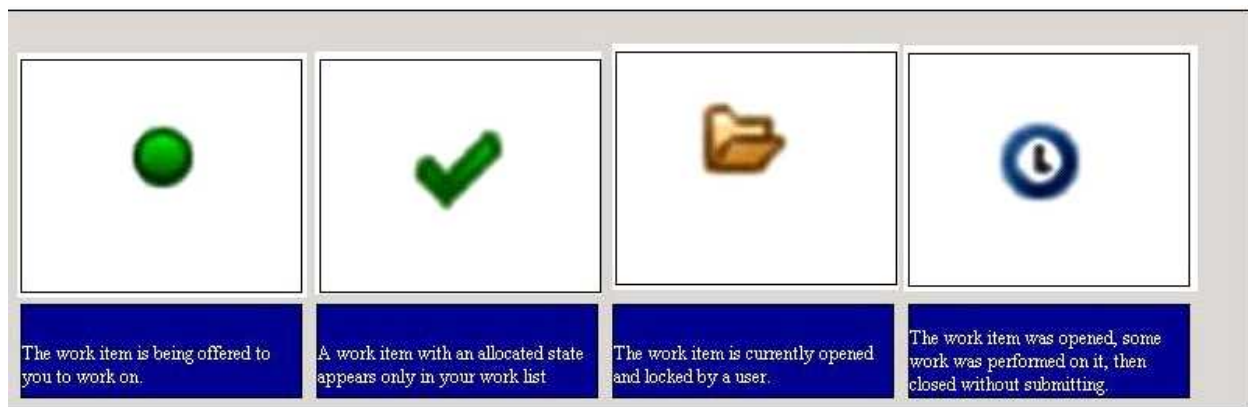 The work item is being offered to
you to work on.
A work item with an allocated state
appears only in your work list
The work item is currently opened
and locked by a user.
The work item was opened, some
work was performed on it, then
closed without submitting.